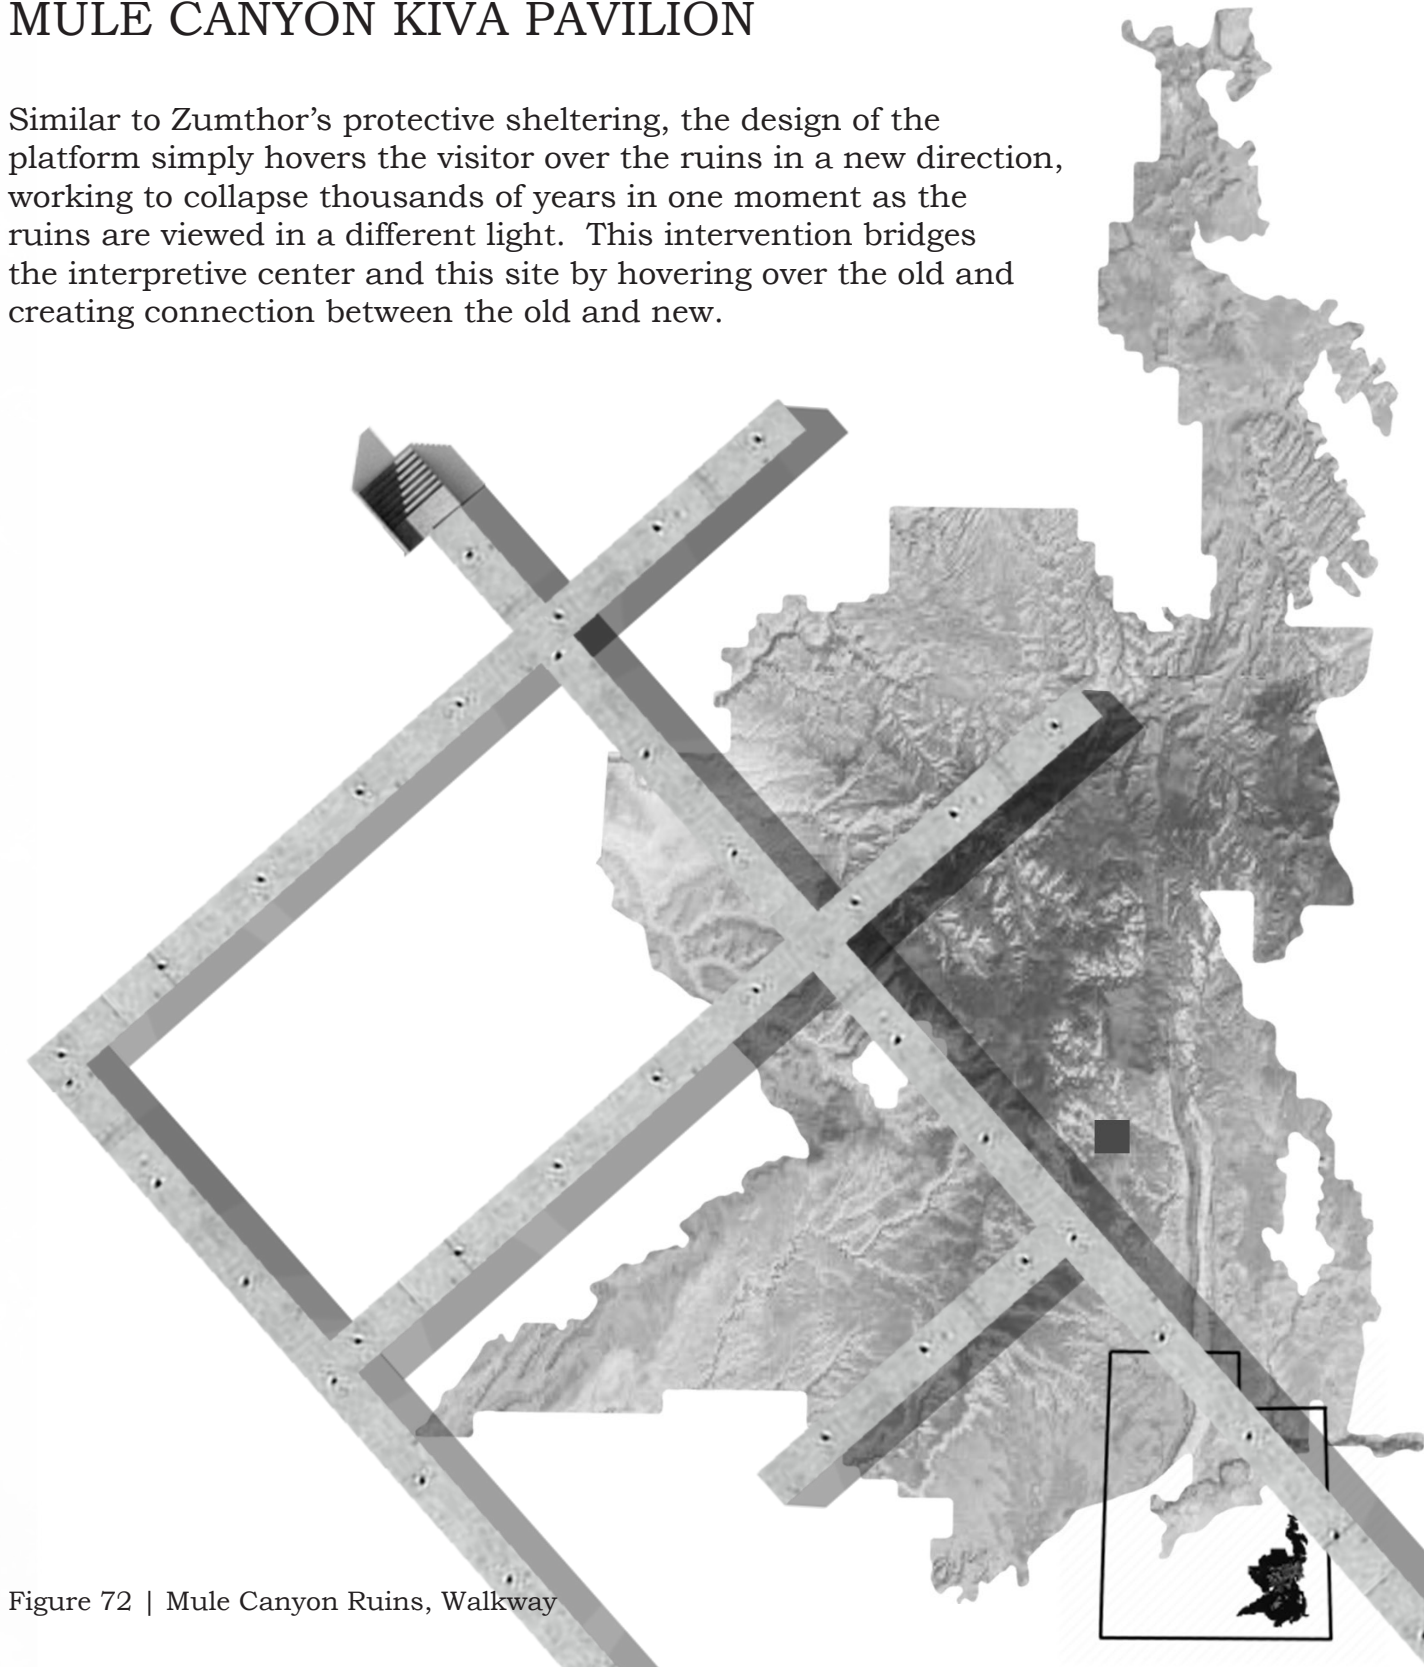 MULE CANYON KIVA PAVILION
Similar to Zumthor’s protective sheltering, the design of the
platform simply hovers the visitor over the ruins in a new direction,
working to collapse thousands of years in one moment as the
ruins are viewed in a different light.  This intervention bridges
the interpretive center and this site by hovering over the old and
creating connection between the old and new.
Figure 72 | Mule Canyon Ruins, Walkway